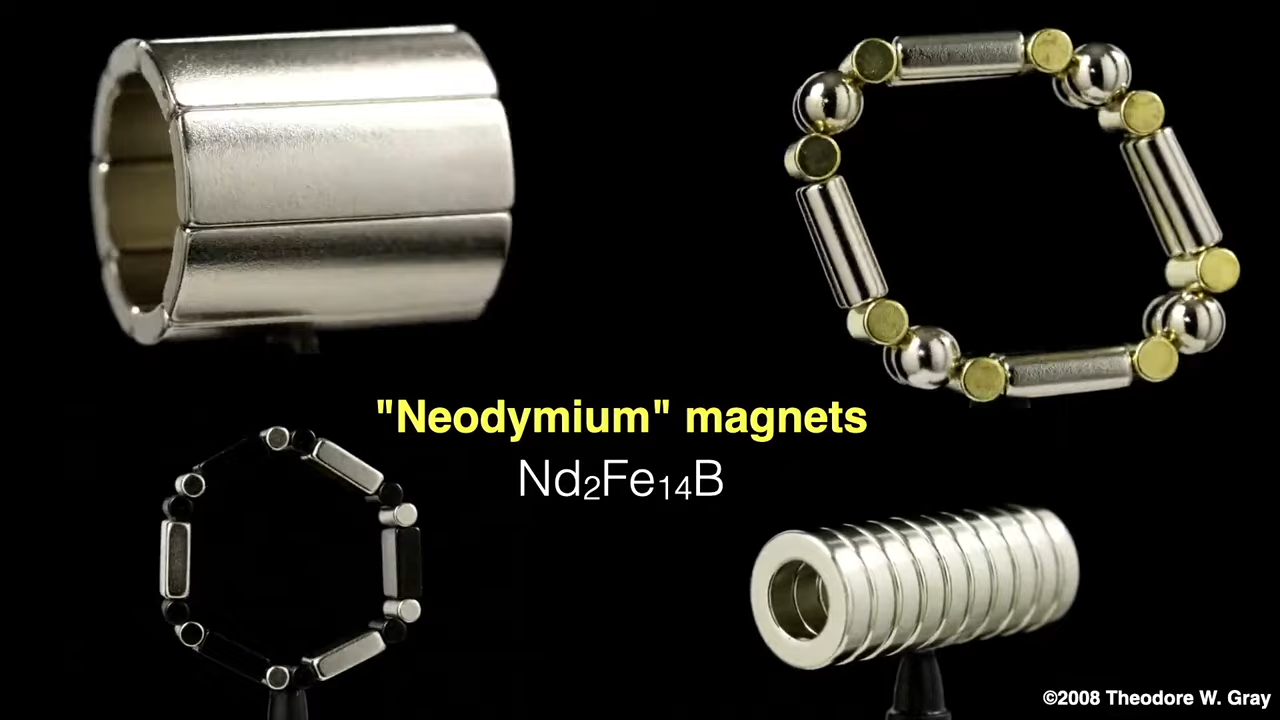 "Neodymium" magnets
Nd₂Fe₁₄B
©2008 Theodore W. Gray